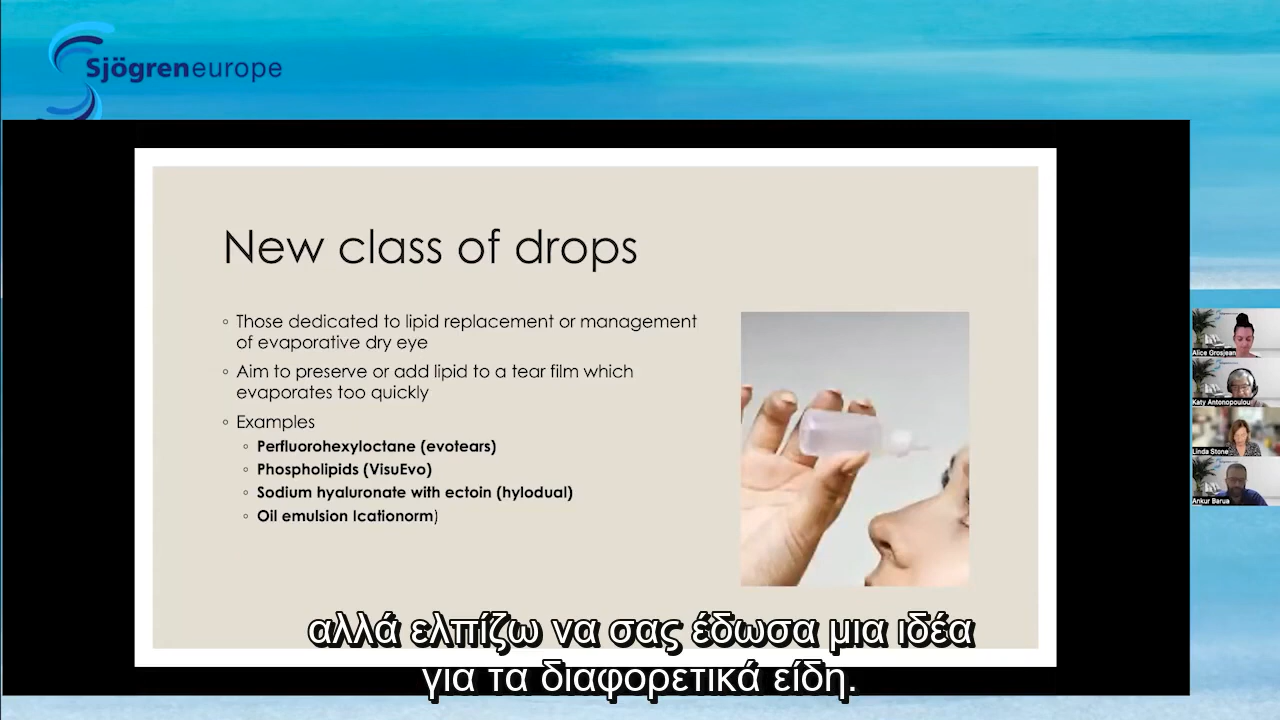 Sjögreneurope
New class of drops
◦ Those dedicated to lipid replacement or management
of evaporative dry eye
◦ Aim to preserve or add lipid to a tear film which
evaporates too quickly
◦ Examples
◦ Perfluorohexyloctane (evotears)
◦ Phospholipids (VisuEvo)
◦ Sodium hyaluronate with ectoin (hylodual)
◦ Oil emulsion Icationorm)
Alice Grosjean
Katy Antonopoulou
Linda Stone
Ankur Barua
αλλά ελπίζω να σας έδωσα μια ιδέα
για τα διαφορετικά είδη.